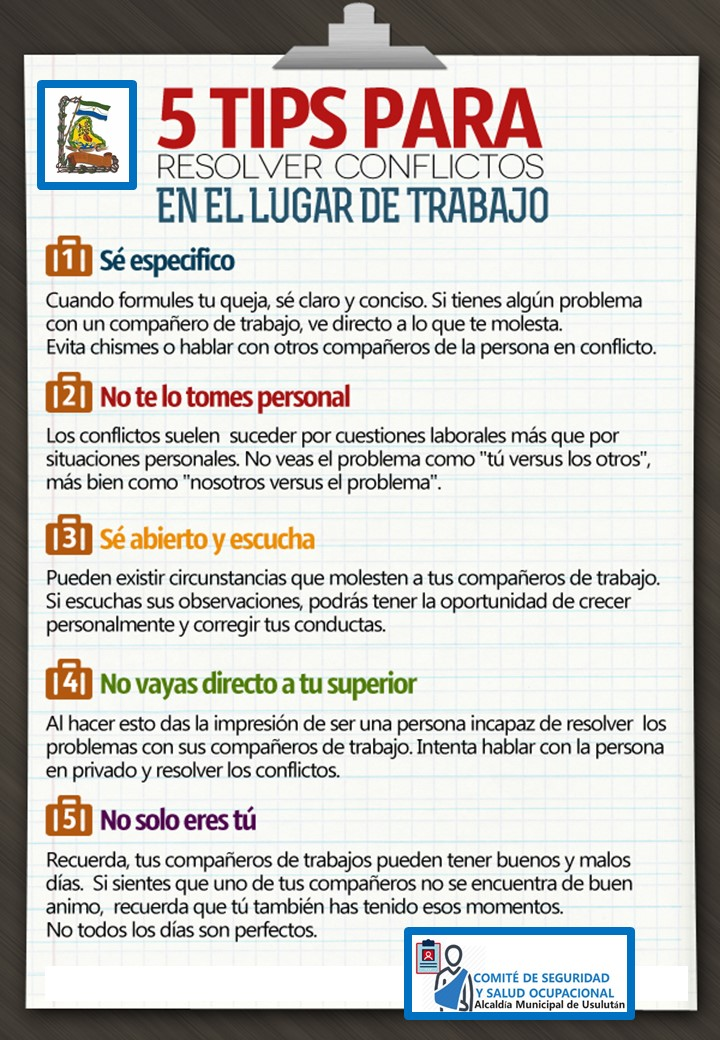 5 TIPS PARA
RESOLVER CONFLICTOS
EN EL LUGAR DE TRABAJO
1 Sé especifico
Cuando formules tu queja, sé claro y conciso. Si tienes algún problema
con un compañero de trabajo, ve directo a lo que te molesta.
Evita chismes o hablar con otros compañeros de la persona en conflicto.
2 No te lo tomes personal
Los conflictos suelen suceder por cuestiones laborales más que por
situaciones personales. No veas el problema como "tú versus los otros",
más bien como "nosotros versus el problema".
3 Sé abierto y escucha
Pueden existir circunstancias que molesten a tus compañeros de trabajo.
Si escuchas sus observaciones, podrás tener la oportunidad de crecer
personalmente y corregir tus conductas.
4 No vayas directo a tu superior
Al hacer esto das la impresión de ser una persona incapaz de resolver los
problemas con sus compañeros de trabajo. Intenta hablar con la persona
en privado y resolver los conflictos.
5 No solo eres tú
Recuerda, tus compañeros de trabajos pueden tener buenos y malos
días. Si sientes que uno de tus compañeros no se encuentra de buen
animo, recuerda que tú también has tenido esos momentos.
No todos los días son perfectos.
COMITÉ DE SEGURIDAD
Y SALUD OCUPACIONAL
Alcaldía Municipal de Usulután